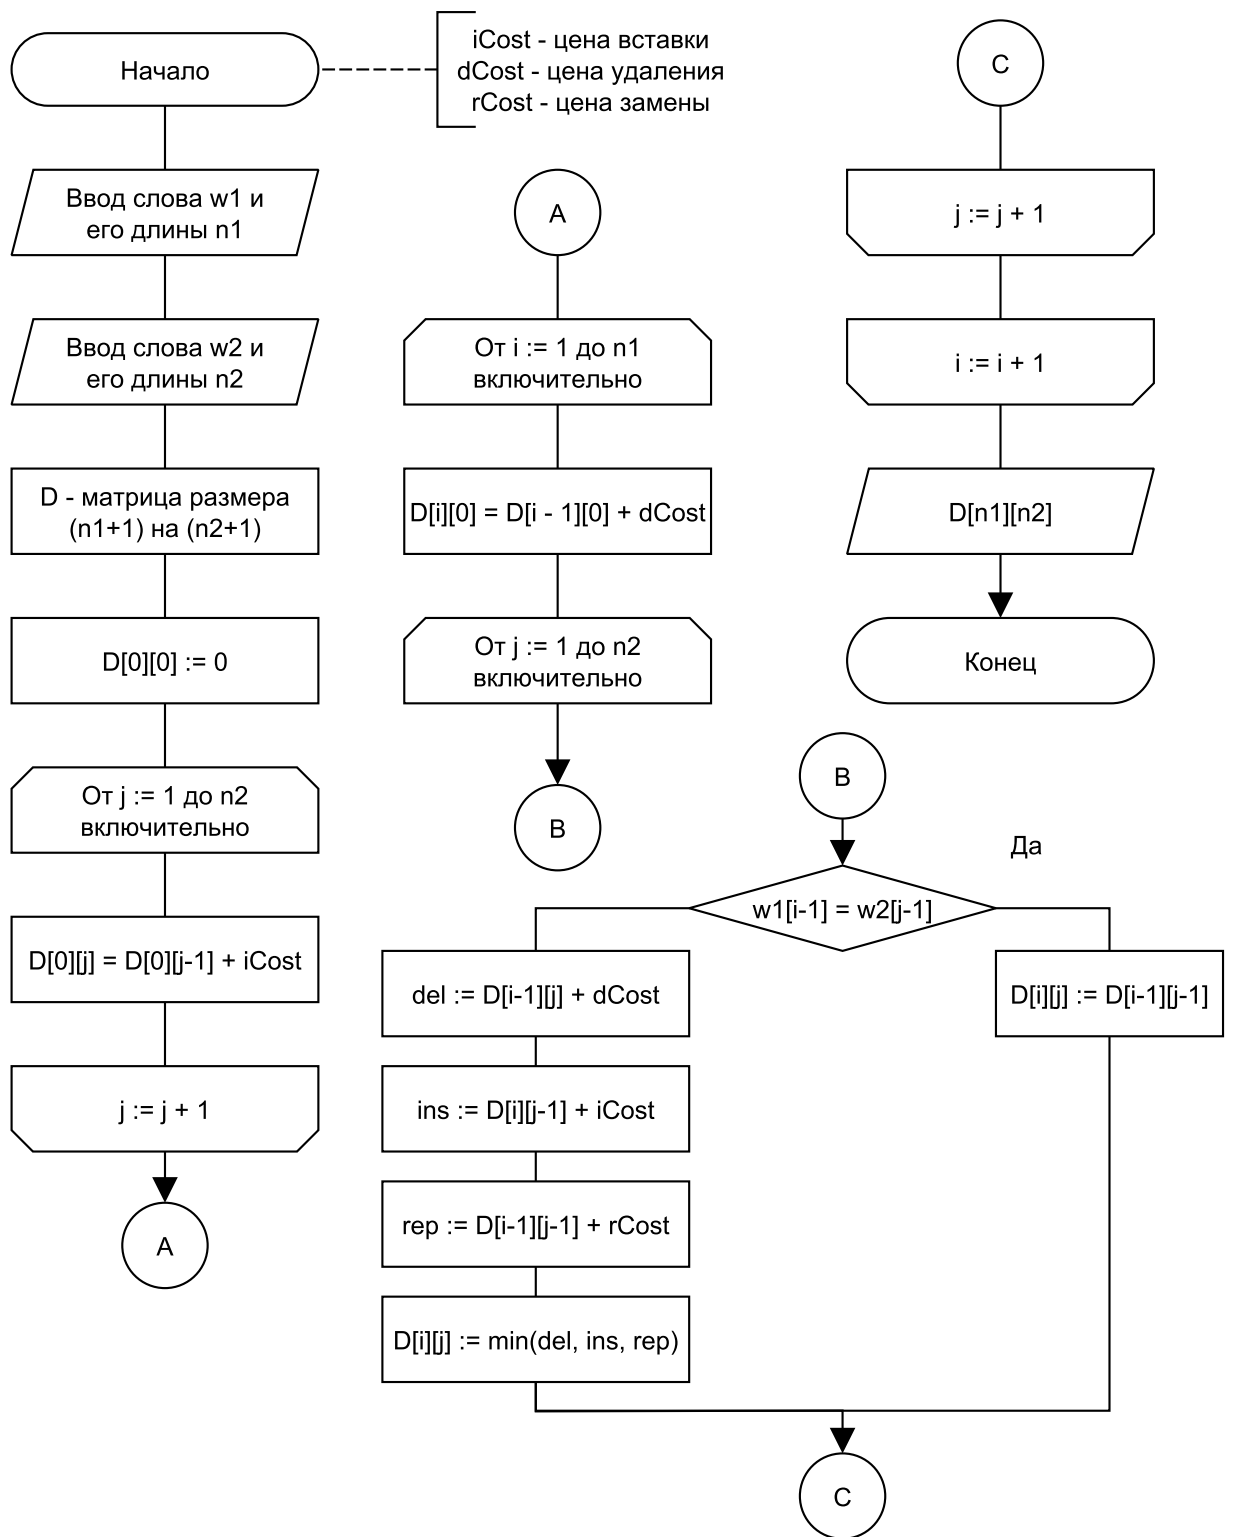 Начало
iCost - цена вставки
dCost - цена удаления
rCost - цена замены
Ввод слова w1 и
его длины n1
Ввод слова w2 и
его длины n2
D - матрица размера
(n1+1) на (n2+1)
D[0][0] := 0
От j := 1 до n2
включительно
D[0][j] = D[0][j-1] + iCost
j := j + 1
A
A
От i := 1 до n1
включительно
D[i][0] = D[i - 1][0] + dCost
От j := 1 до n2
включительно
B
B
Да
w1[i-1] = w2[j-1]
del := D[i-1][j] + dCost
ins := D[i][j-1] + iCost
rep := D[i-1][j-1] + rCost
D[i][j] := min(del, ins, rep)
D[i][j] := D[i-1][j-1]
C
C
j := j + 1
i := i + 1
D[n1][n2]
Конец